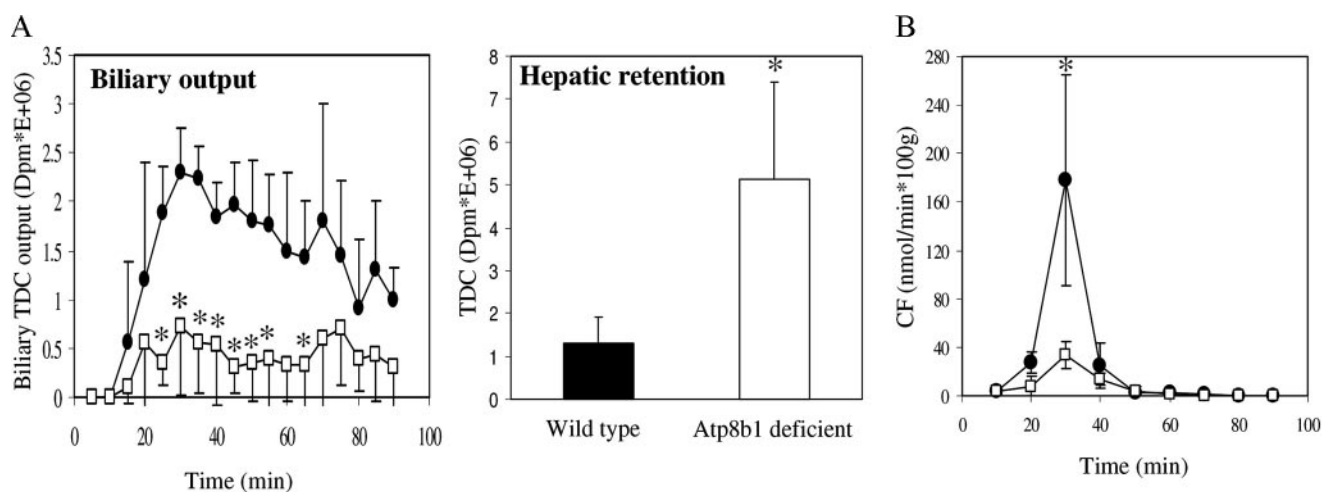 A
Biliary output
Biliary TDC output (Dpm*E+06)
3.5
3
2.5
2
1.5
1
0.5
0
* * * * * * * *
0 20 40 60 80 100
Time (min)
Hepatic retention
TDC (Dpm*E+06)
8
7
6
5
4
3
2
1
0
*
Wild type Atp8b1 deficient
B
CF (nmol/min*100g)
280
240
200
160
120
80
40
0
*
0 20 40 60 80 100
Time (min)